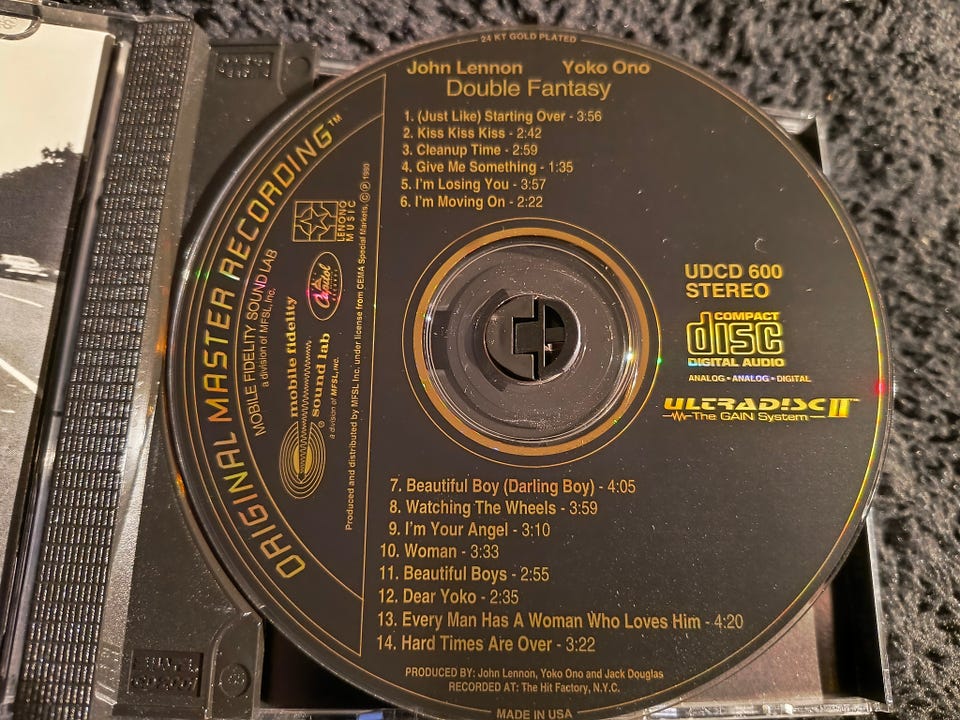 24 KT GOLD PLATED
John Lennon Yoko Ono
Double Fantasy
1. (Just Like) Starting Over - 3:56
2. Kiss Kiss Kiss - 2:42
3. Cleanup Time - 2:59
4. Give Me Something - 1:35
5. I'm Losing You - 3:57
6. I'm Moving On - 2:22
ORIGINAL MASTER RECORDING™
MOBILE FIDELITY SOUND LAB
a division of MFSL, Inc.
LENONO
MUSIC
Capitol
mobile fidelity
sound lab®
a division of MFSL, Inc.
Produced and distributed by MFSL Inc. under license from CEMA Special Markets, Ⓒ Ⓟ 1980
UDCD 600
STEREO
COMPACT
disc
DIGITAL AUDIO
ANALOG • ANALOG • DIGITAL
ULTRADISC II™
The GAIN System™
7. Beautiful Boy (Darling Boy) - 4:05
8. Watching The Wheels - 3:59
9. I'm Your Angel - 3:10
10. Woman - 3:33
11. Beautiful Boys - 2:55
12. Dear Yoko - 2:35
13. Every Man Has A Woman Who Loves Him - 4:20
14. Hard Times Are Over - 3:22
PRODUCED BY: John Lennon, Yoko Ono and Jack Douglas
RECORDED AT: The Hit Factory, N.Y.C.
MADE IN USA